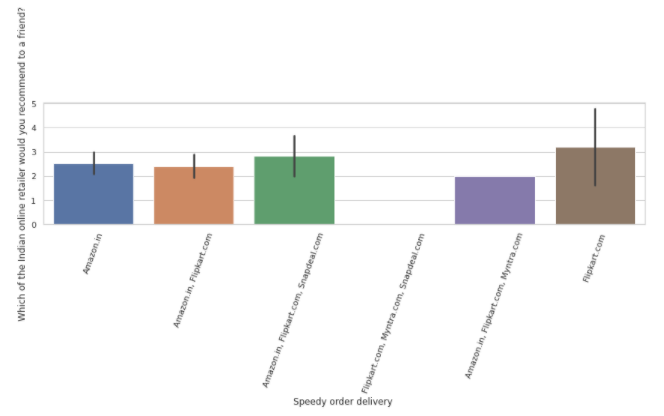 Which of the Indian online retailer would you recommend to a friend?
5
4
3
2
1
0
Amazon.in
Amazon.in, Flipkart.com
Amazon.in, Flipkart.com, Snapdeal.com
Flipkart.com, Myntra.com, Snapdeal.com
Amazon.in, Flipkart.com, Myntra.com
Flipkart.com
Speedy order delivery